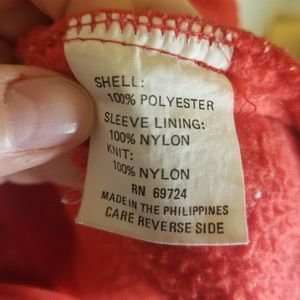 SHELL:
100% POLYESTER
SLEEVE LINING:
100% NYLON
KNIT:
100% NYLON
RN 69724
MADE IN THE PHILIPPINES
CARE REVERSE SIDE